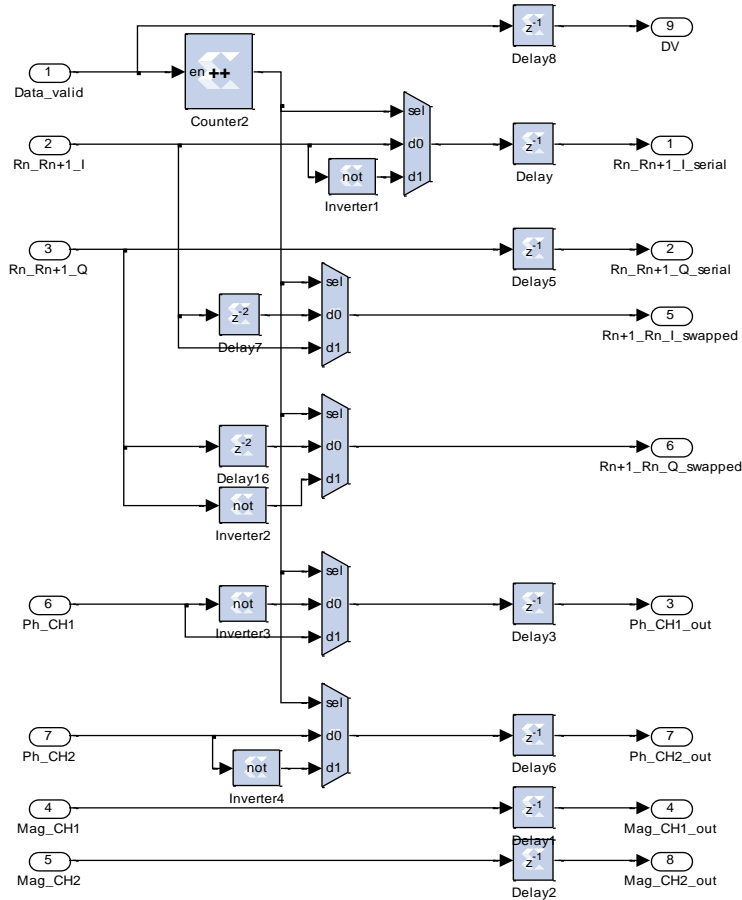 z-1
9
Delay8
DV
1
en ++
Data_valid
Counter2
sel
2
d0
z-1
1
Rn_Rn+1_I
not
d1
Delay
Rn_Rn+1_I_serial
Inverter1
3
z-1
2
Rn_Rn+1_Q
Delay5
Rn_Rn+1_Q_serial
sel
z-2
d0
5
Delay7
d1
Rn+1_Rn_I_swapped
sel
z-2
d0
6
Delay16
d1
Rn+1_Rn_Q_swapped
not
Inverter2
sel
6
not
d0
z-1
3
Ph_CH1
Inverter3
d1
Delay3
Ph_CH1_out
sel
7
d0
z-1
7
Ph_CH2
not
d1
Delay6
Ph_CH2_out
Inverter4
4
z-1
4
Mag_CH1
Delay1
Mag_CH1_out
5
z-1
8
Mag_CH2
Delay2
Mag_CH2_out